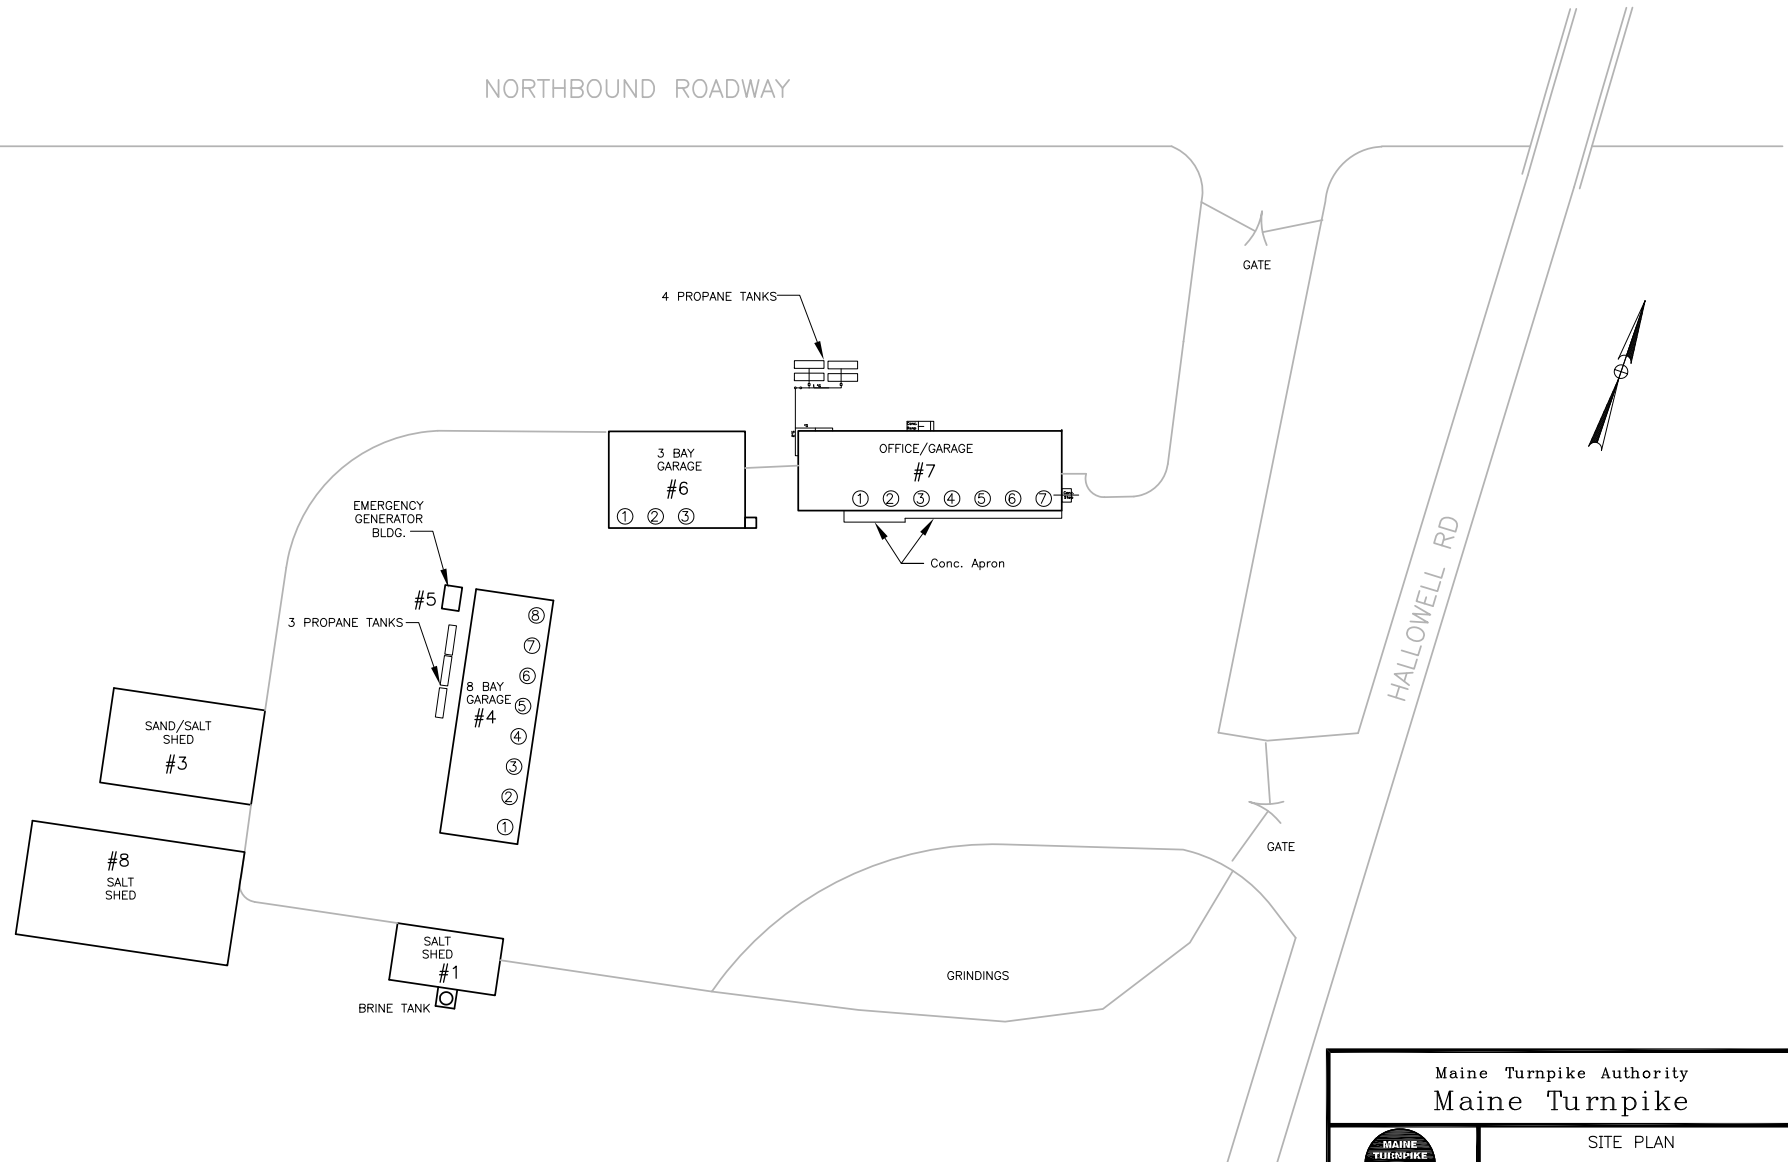 NORTHBOUND ROADWAY
GATE
4 PROPANE TANKS
3 BAY
GARAGE
#6
1 2 3
OFFICE/GARAGE
#7
1 2 3 4 5 6 7
Conc. Apron
EMERGENCY
GENERATOR
BLDG.
#5
3 PROPANE TANKS
8 BAY
GARAGE
#4
8
7
6
5
4
3
2
1
HALLOWELL RD
SAND/SALT
SHED
#3
#8
SALT
SHED
SALT
SHED
#1
BRINE TANK
GRINDINGS
GATE
Maine Turnpike Authority
Maine Turnpike
MAINE
TURNPIKE
SITE PLAN